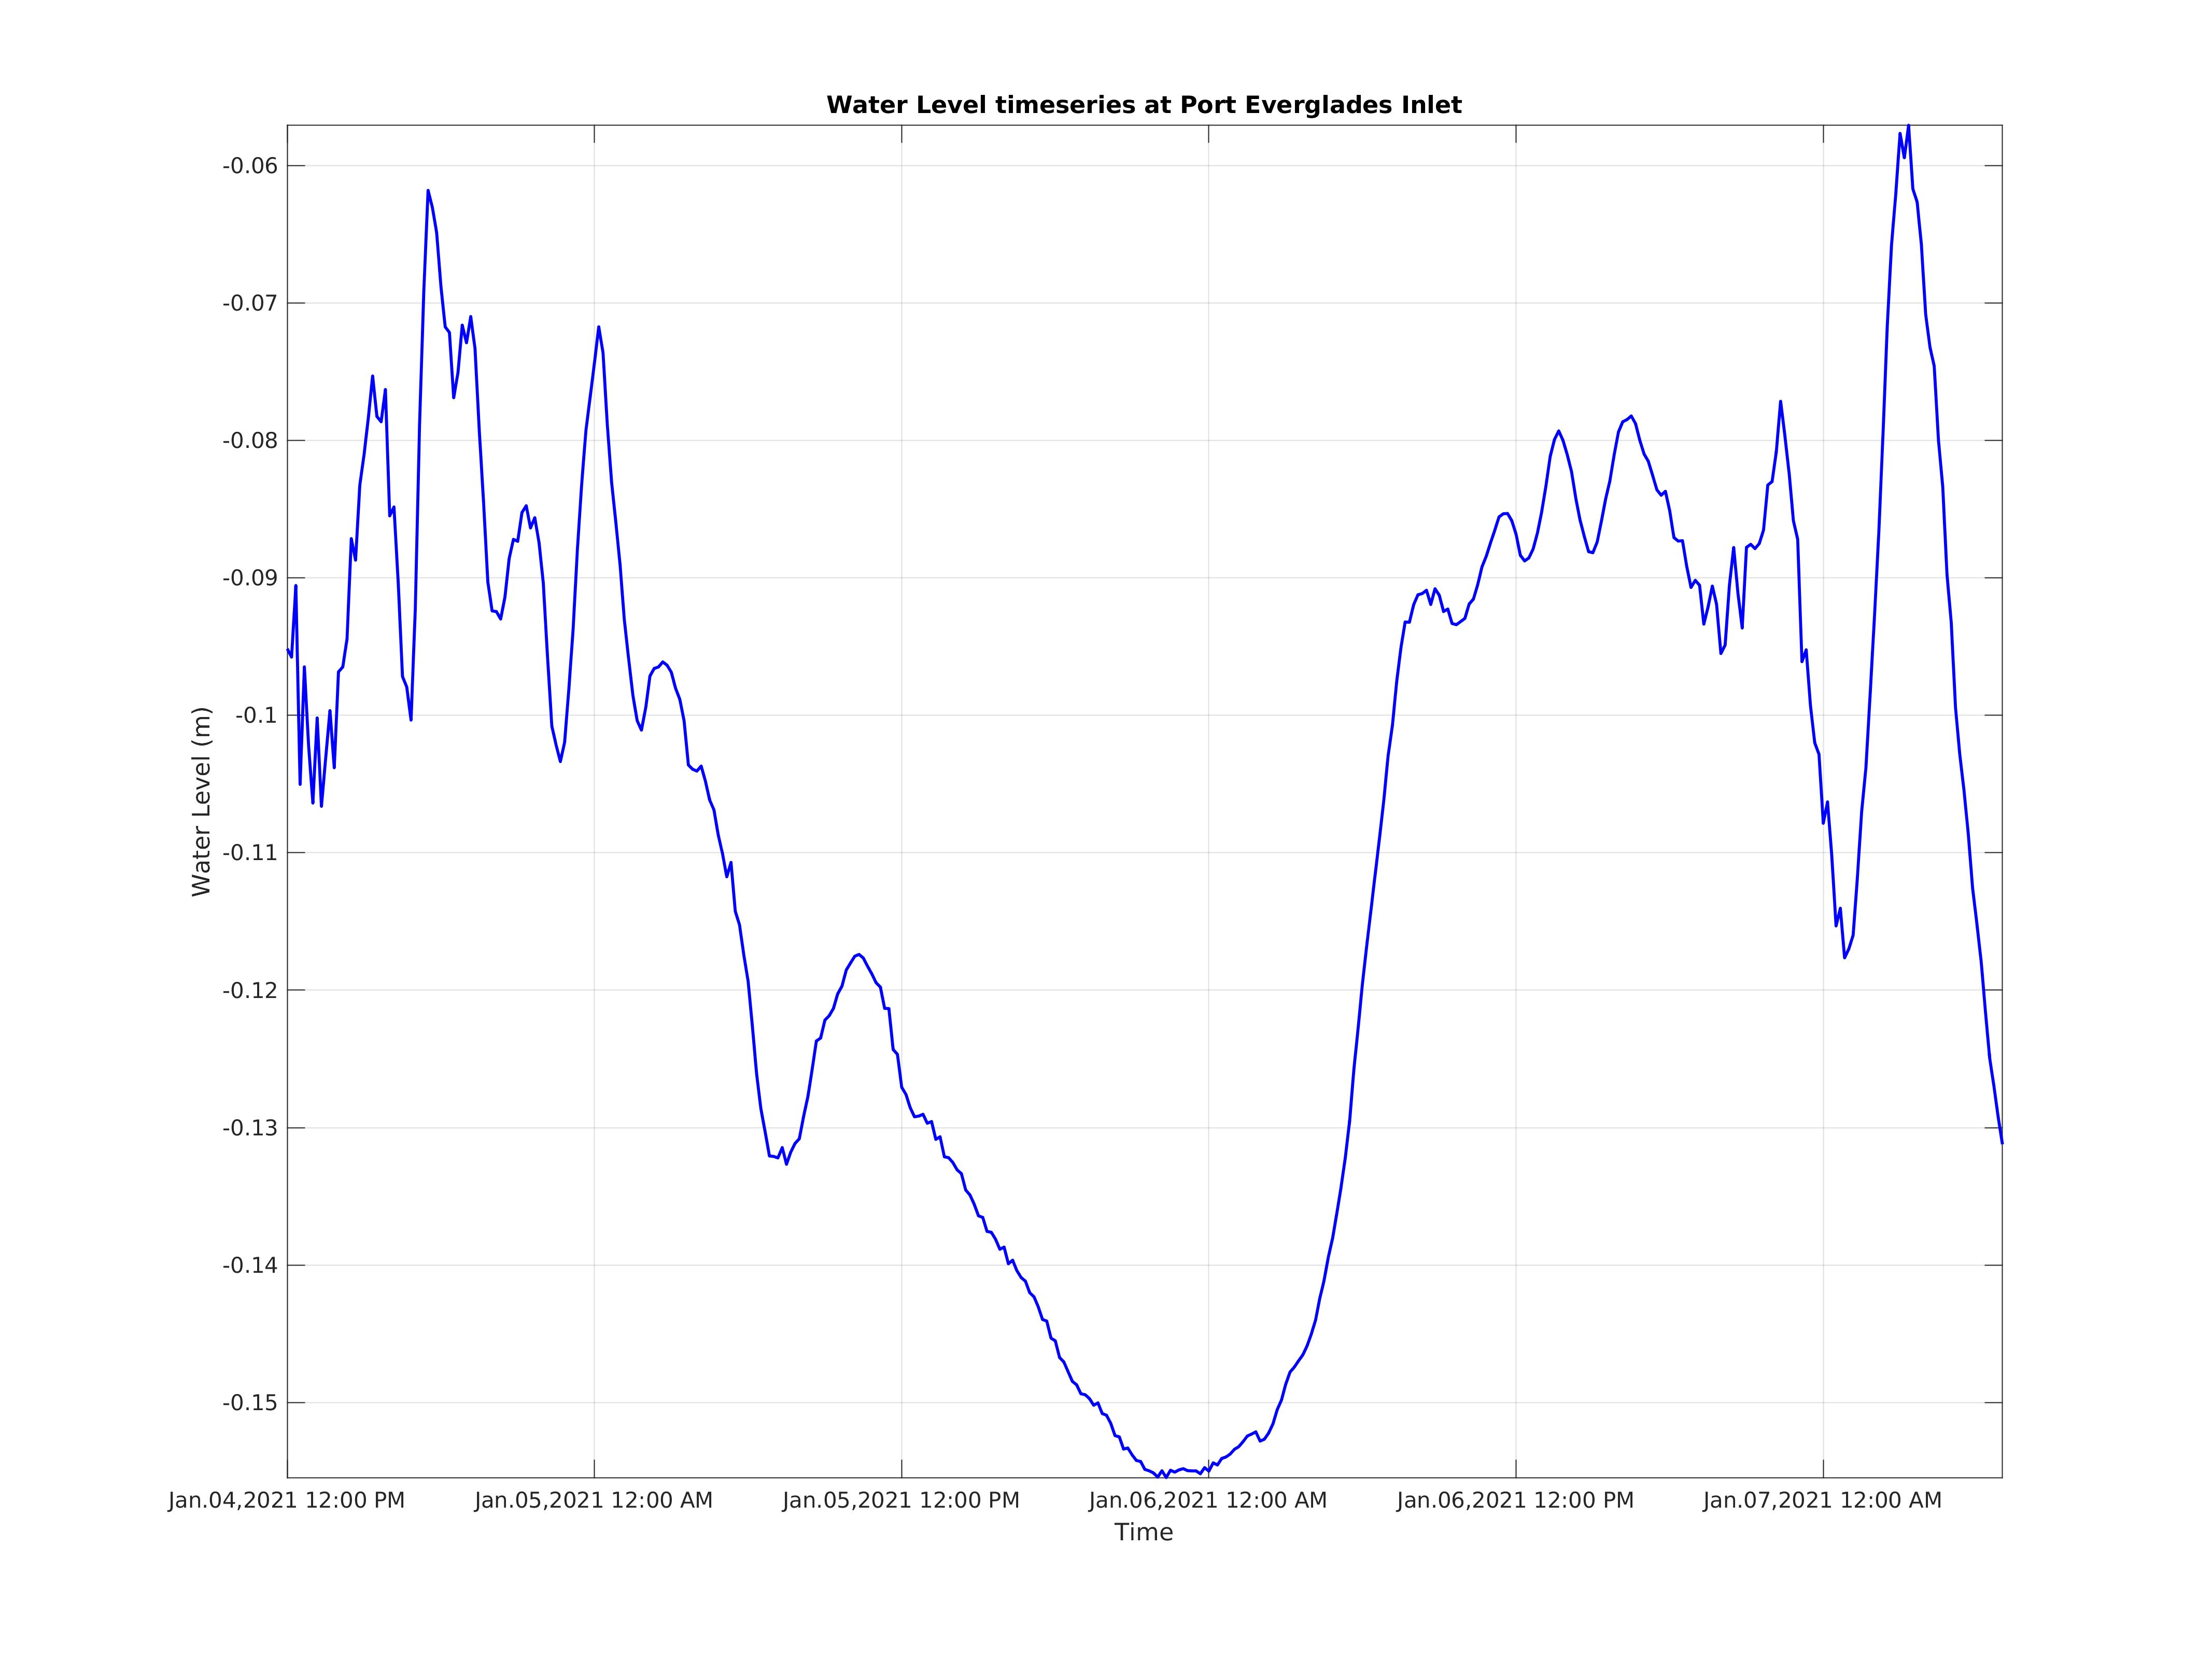 Water Level timeseries at Port Everglades Inlet
-0.06
-0.07
-0.08
-0.09
-0.1
-0.11
-0.12
-0.13
-0.14
-0.15
Water Level (m)
Jan.04,2021 12:00 PM
Jan.05,2021 12:00 AM
Jan.05,2021 12:00 PM
Jan.06,2021 12:00 AM
Jan.06,2021 12:00 PM
Jan.07,2021 12:00 AM
Time